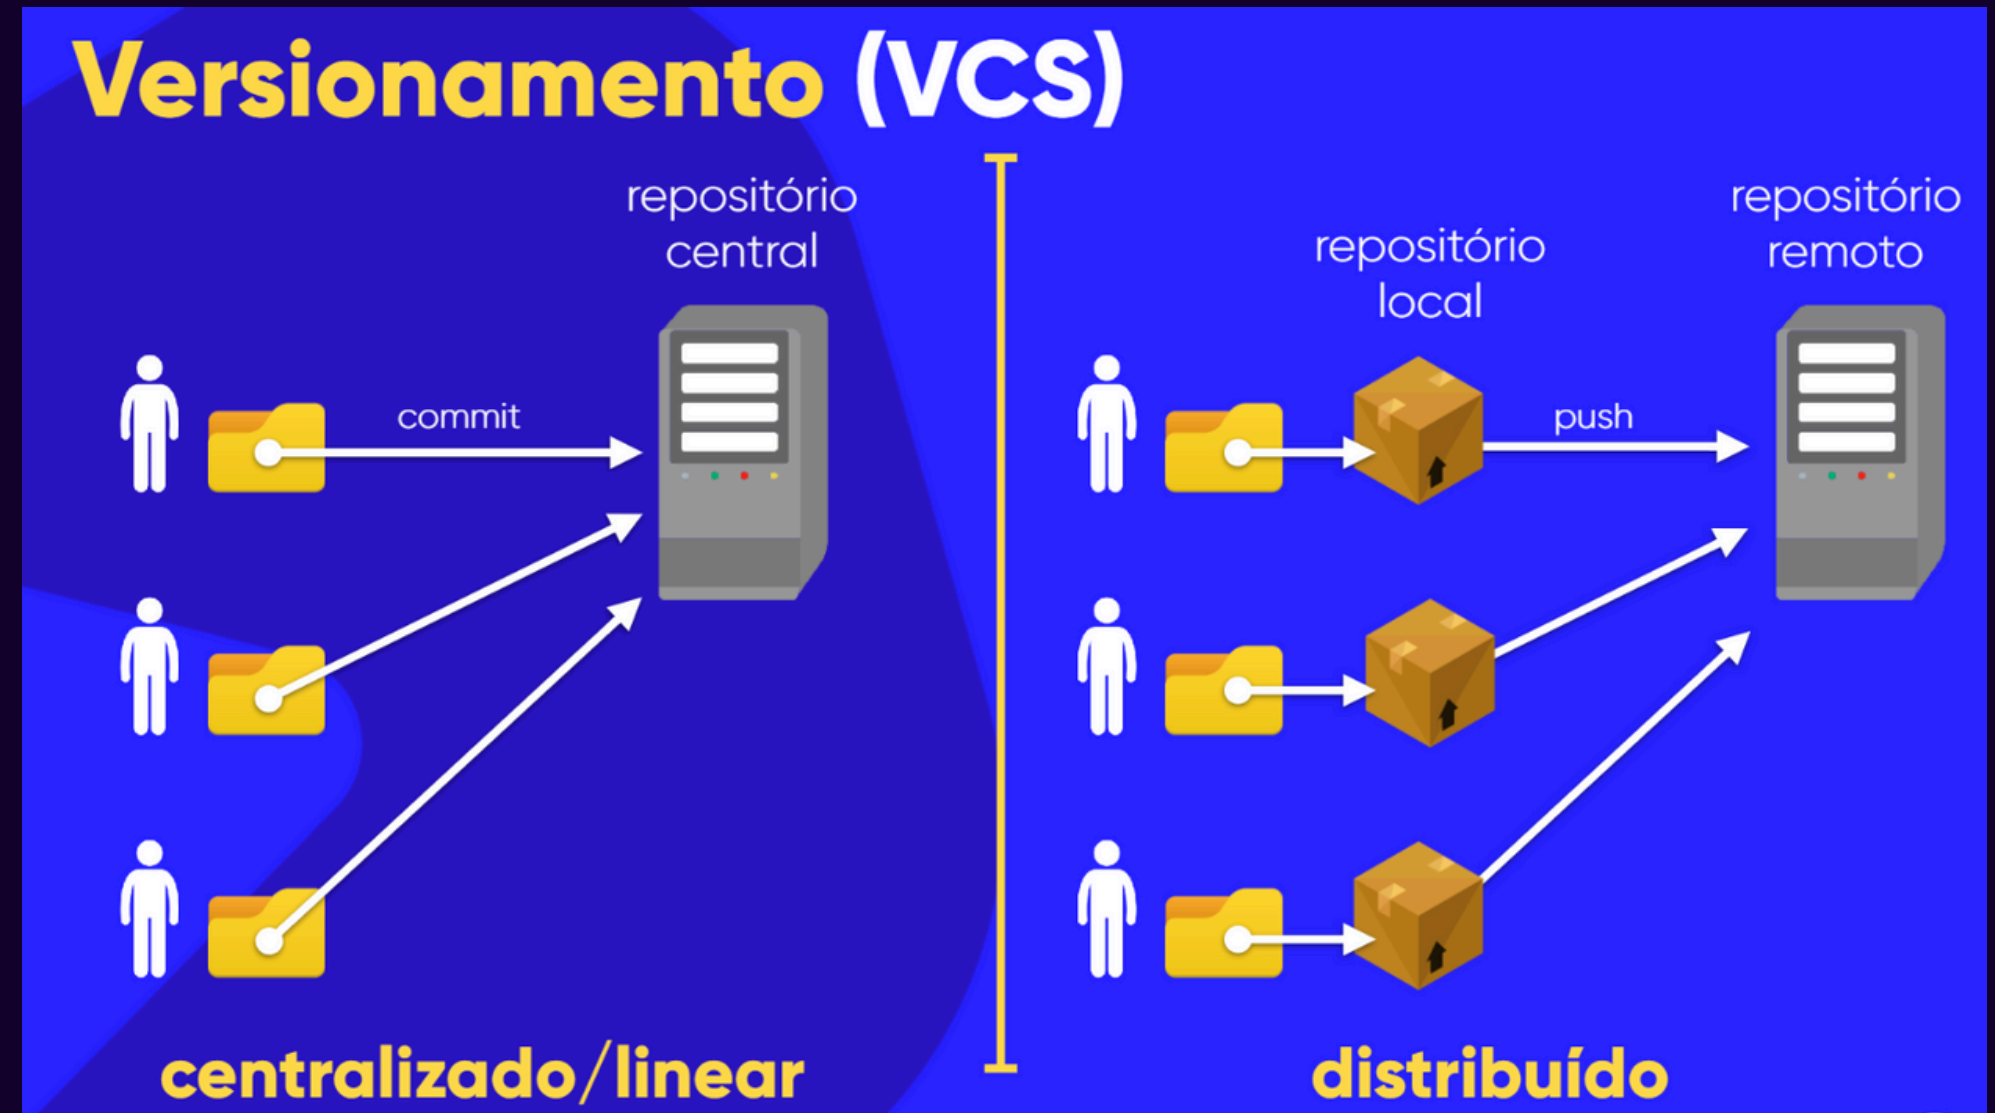 Versionamento (VCS)
repositório
central
commit
centralizado/linear
repositório
local
repositório
remoto
push
distribuído